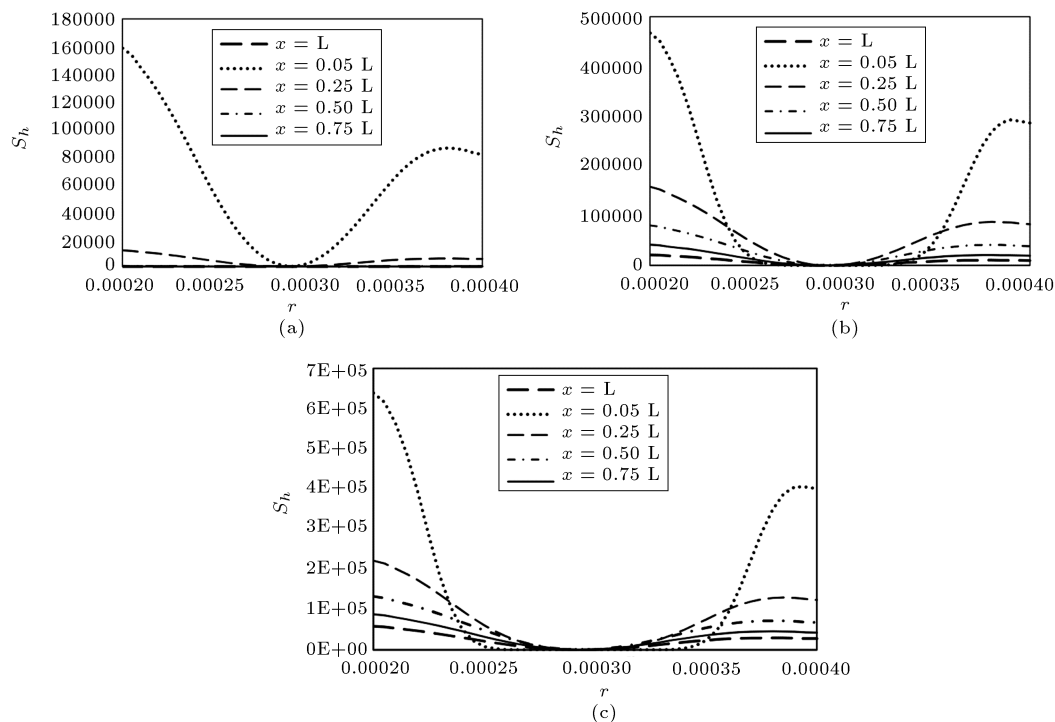 180000
160000
140000
120000
100000
80000
60000
40000
20000
0
S_h
x = L
x = 0.05 L
x = 0.25 L
x = 0.50 L
x = 0.75 L
0.00020 0.00025 0.00030 0.00035 0.00040
r
(a)
500000
400000
300000
200000
100000
0
S_h
x = L
x = 0.05 L
x = 0.25 L
x = 0.50 L
x = 0.75 L
0.00020 0.00025 0.00030 0.00035 0.00040
r
(b)
7E+05
6E+05
5E+05
4E+05
3E+05
2E+05
1E+05
0E+00
S_h
x = L
x = 0.05 L
x = 0.25 L
x = 0.50 L
x = 0.75 L
0.00020 0.00025 0.00030 0.00035 0.00040
r
(c)